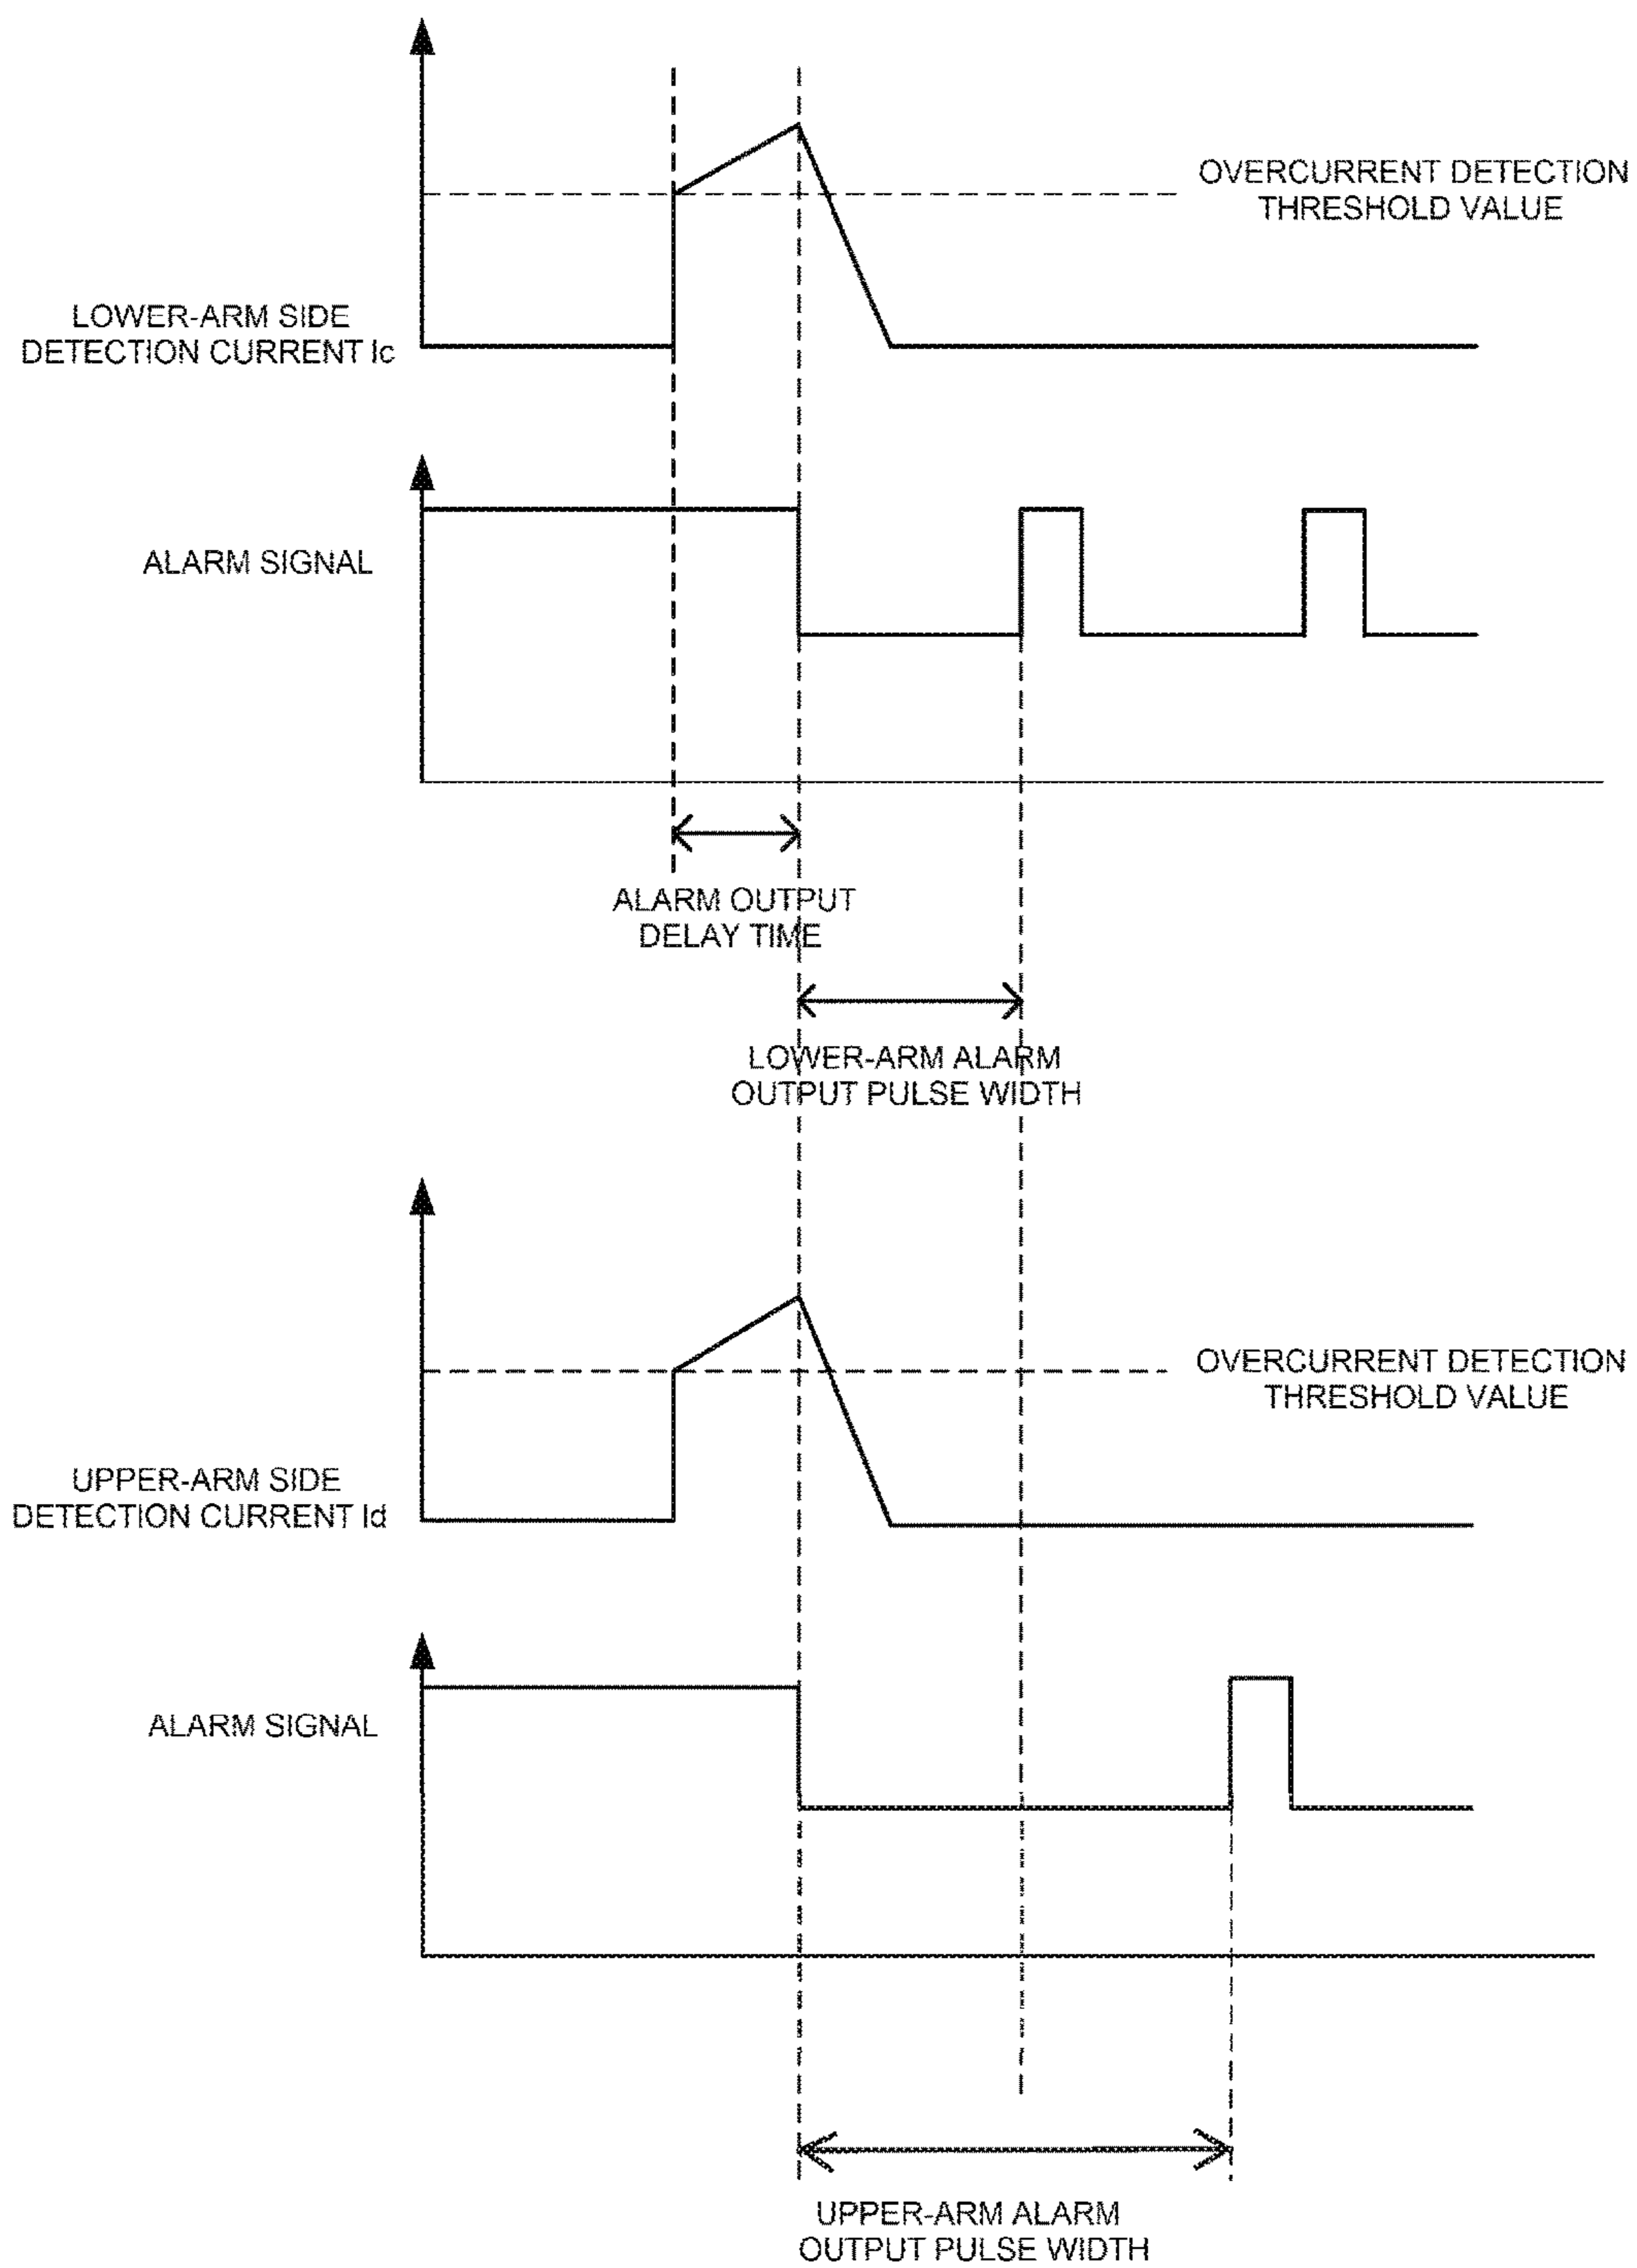 OVERCURRENT DETECTION
THRESHOLD VALUE
LOWER-ARM SIDE
DETECTION CURRENT Ic
ALARM SIGNAL
ALARM OUTPUT
DELAY TIME
LOWER-ARM ALARM
OUTPUT PULSE WIDTH
OVERCURRENT DETECTION
THRESHOLD VALUE
UPPER-ARM SIDE
DETECTION CURRENT Id
ALARM SIGNAL
UPPER-ARM ALARM
OUTPUT PULSE WIDTH